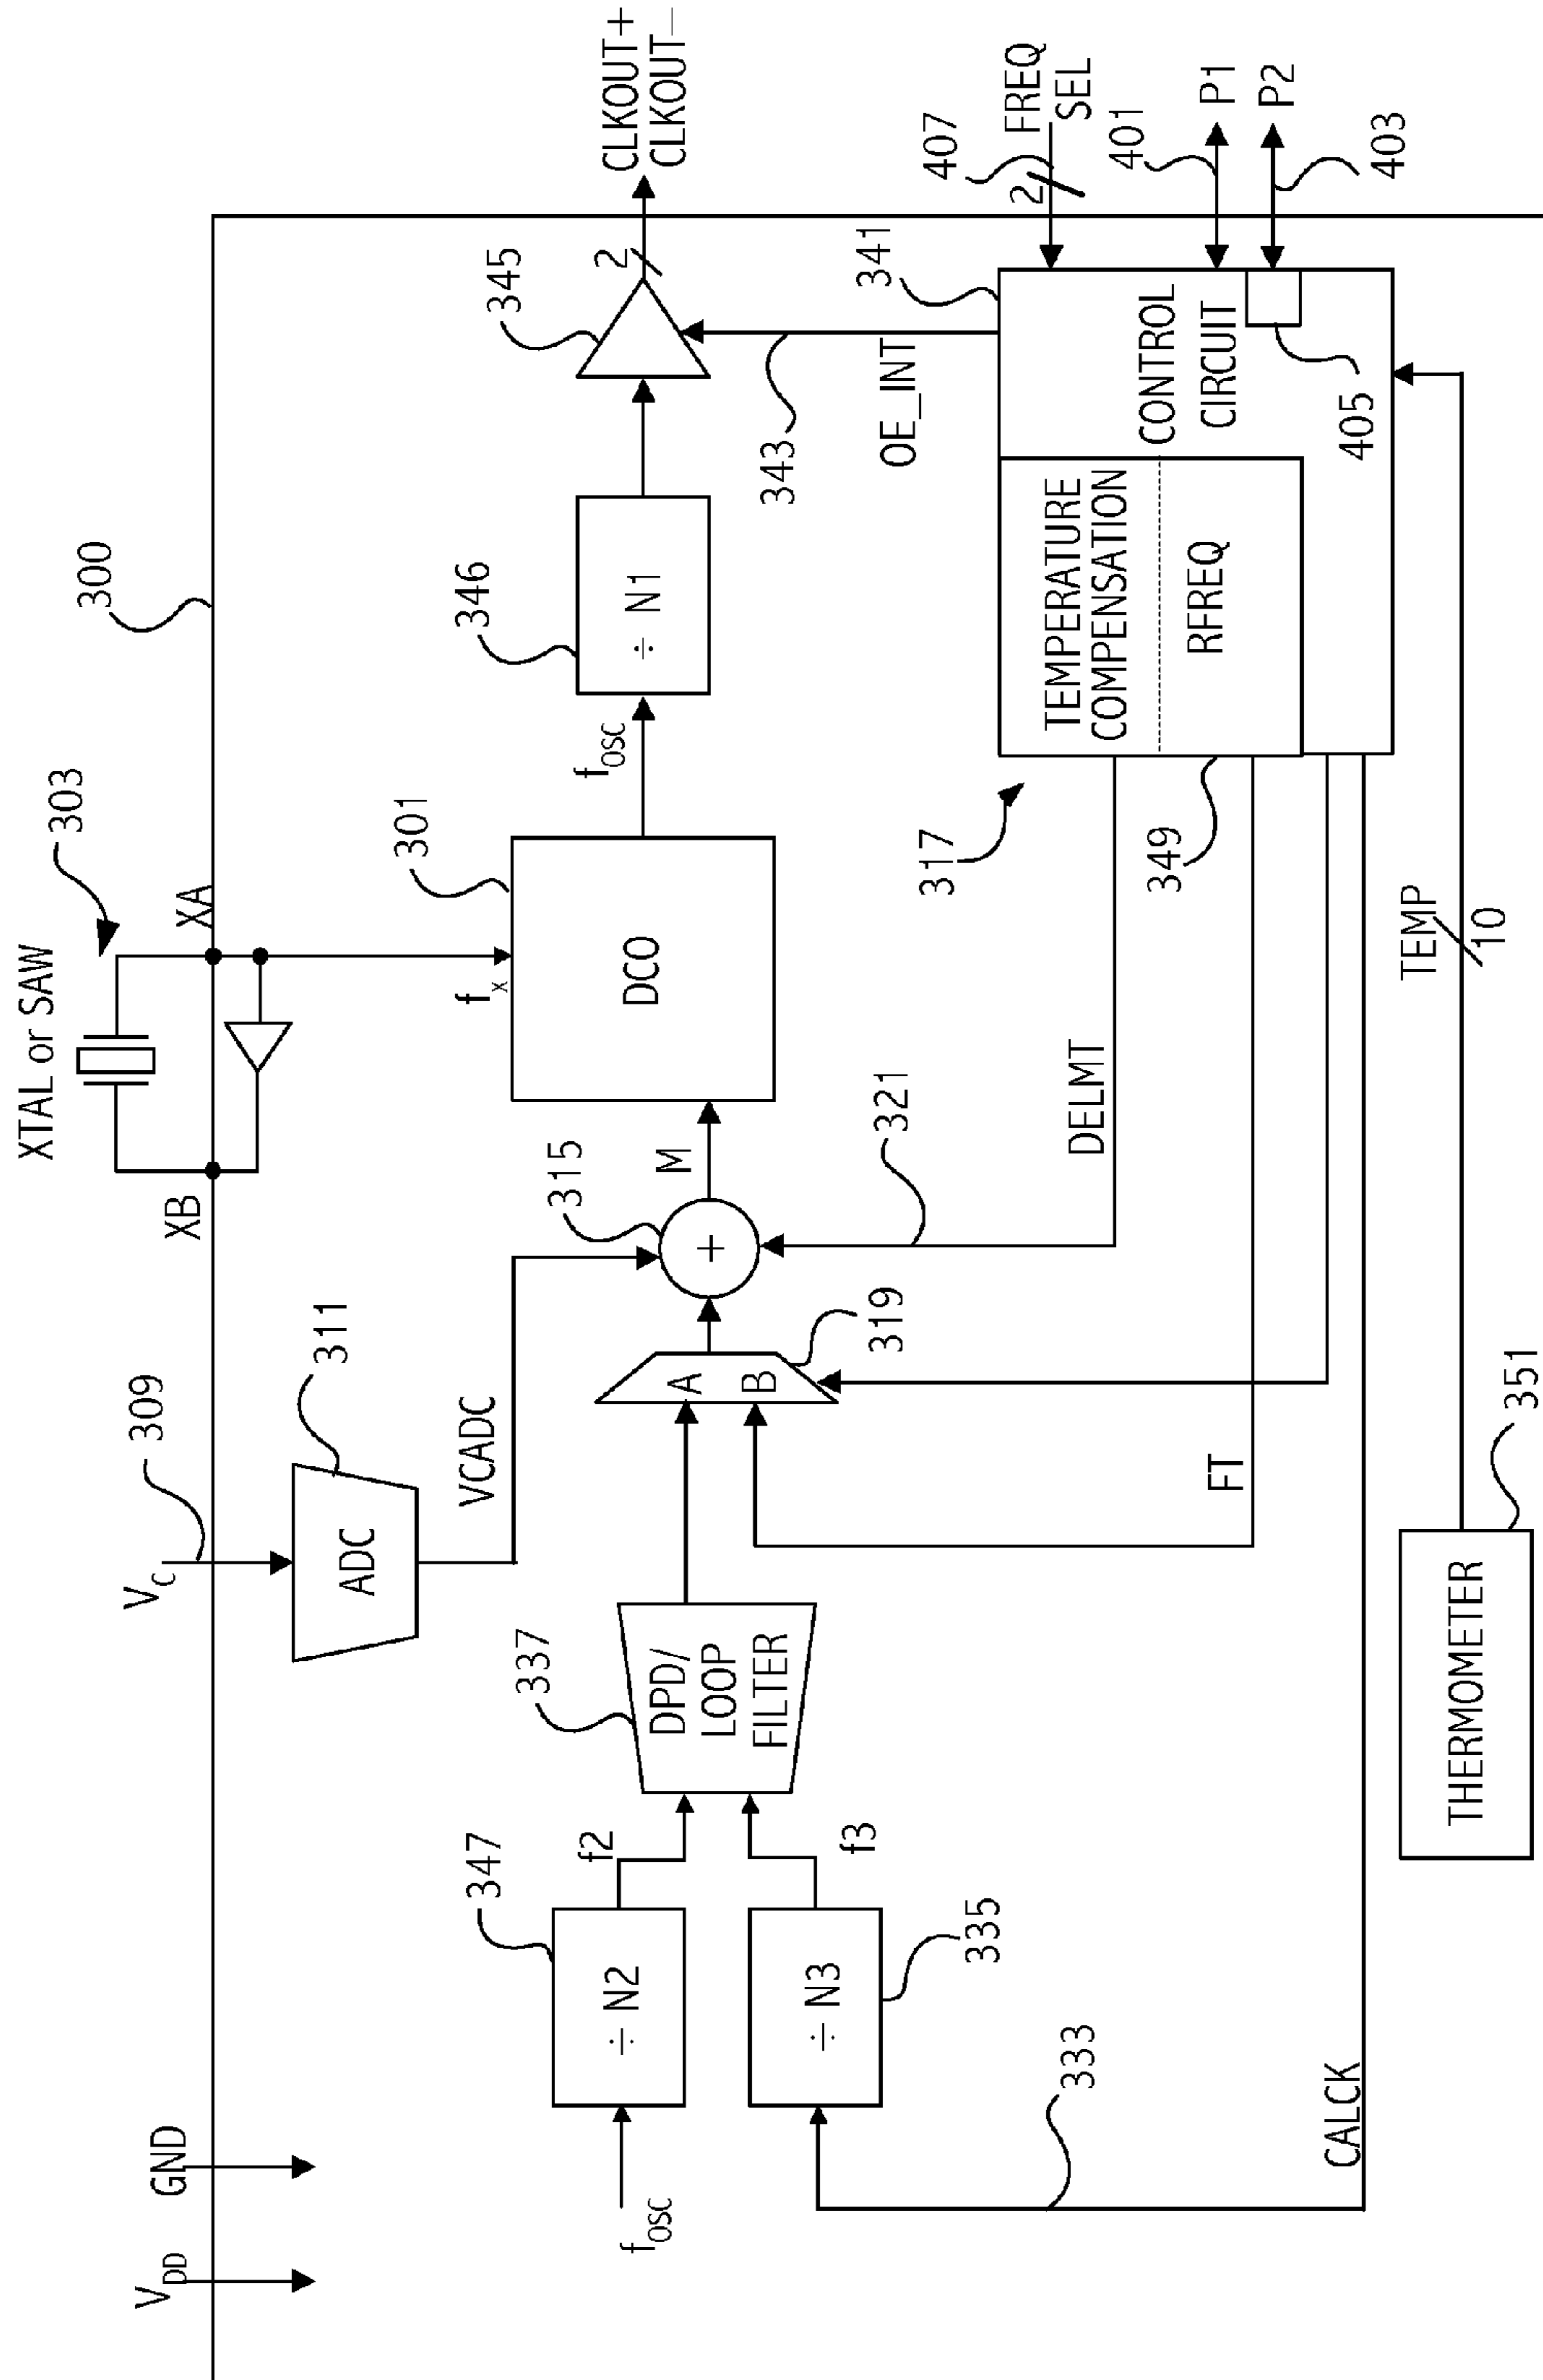 XTAL or SAW
303
300
V_DD
GND
V_C
309
XB
XA
ADC
311
VCADC
f_x
301
DCO
f_OSC
346
÷ N1
345
2
CLKOUT+
CLKOUT−
f_OSC
347
÷ N2
f2
337
DPD/
LOOP
FILTER
÷ N3
f3
335
333
A
B
319
315
+
M
321
DELMT
FT
343
OE_INT
341
407
2
FREQ
SEL
401
P1
P2
403
317
349
TEMPERATURE
COMPENSATION
RFREQ
CONTROL
CIRCUIT
405
CALCK
TEMP
10
THERMOMETER
351